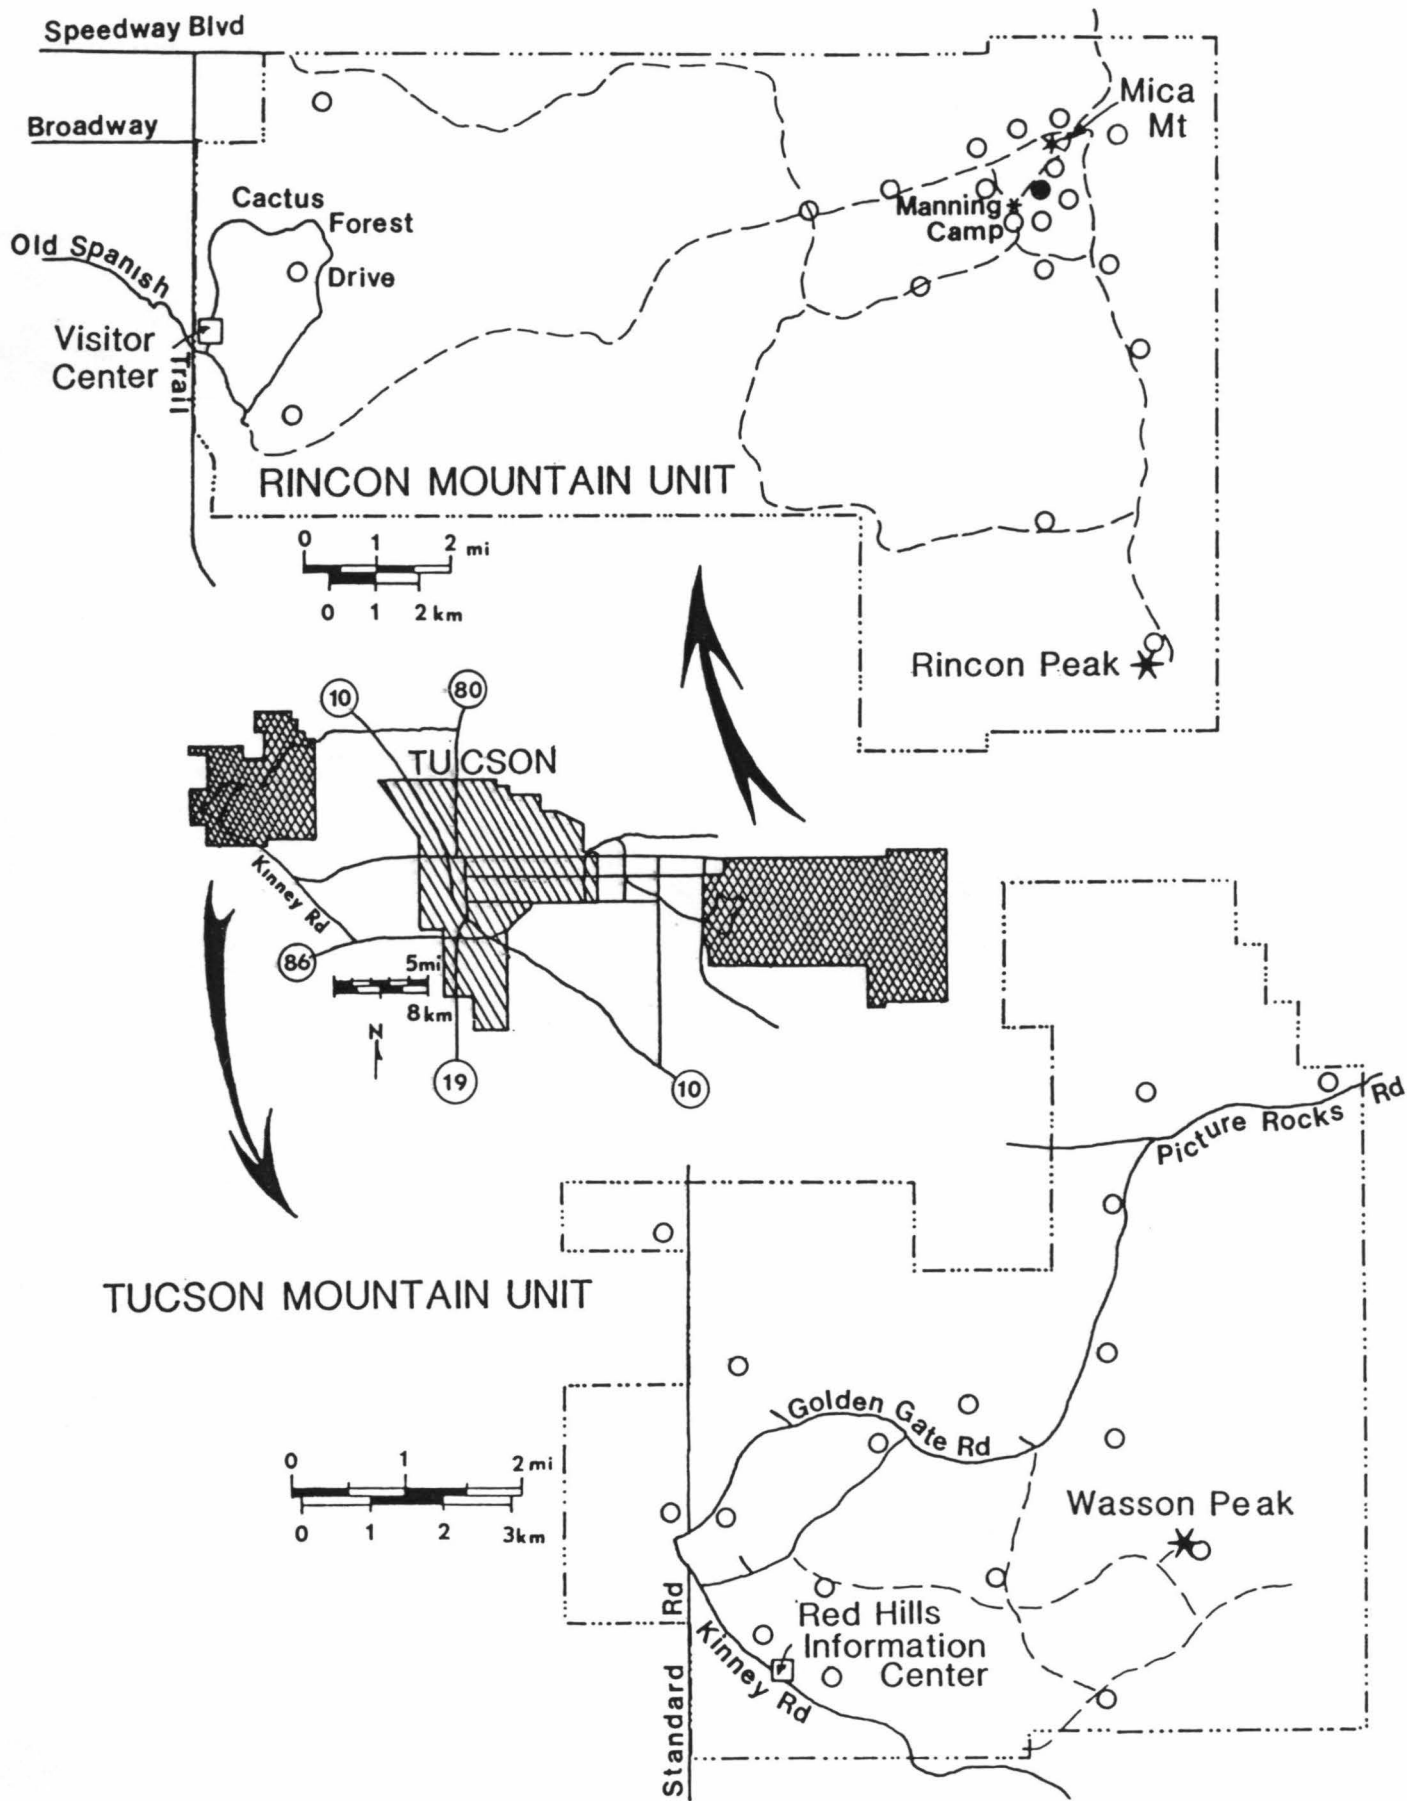 Speedway Blvd
Mica
Mt
Broadway
Cactus
Forest
Drive
Manning
Camp
Old Spanish
Trail
Visitor
Center
RINCON MOUNTAIN UNIT
0 1 2 mi
0 1 2 km
Rincon Peak
10
80
TUCSON
Kinney Rd
86
5mi
8km
N
19
10
Picture Rocks Rd
TUCSON MOUNTAIN UNIT
Golden Gate Rd
0 1 2 mi
0 1 2 3km
Wasson Peak
Red Hills
Information
Center
Kinney Rd
Standard Rd